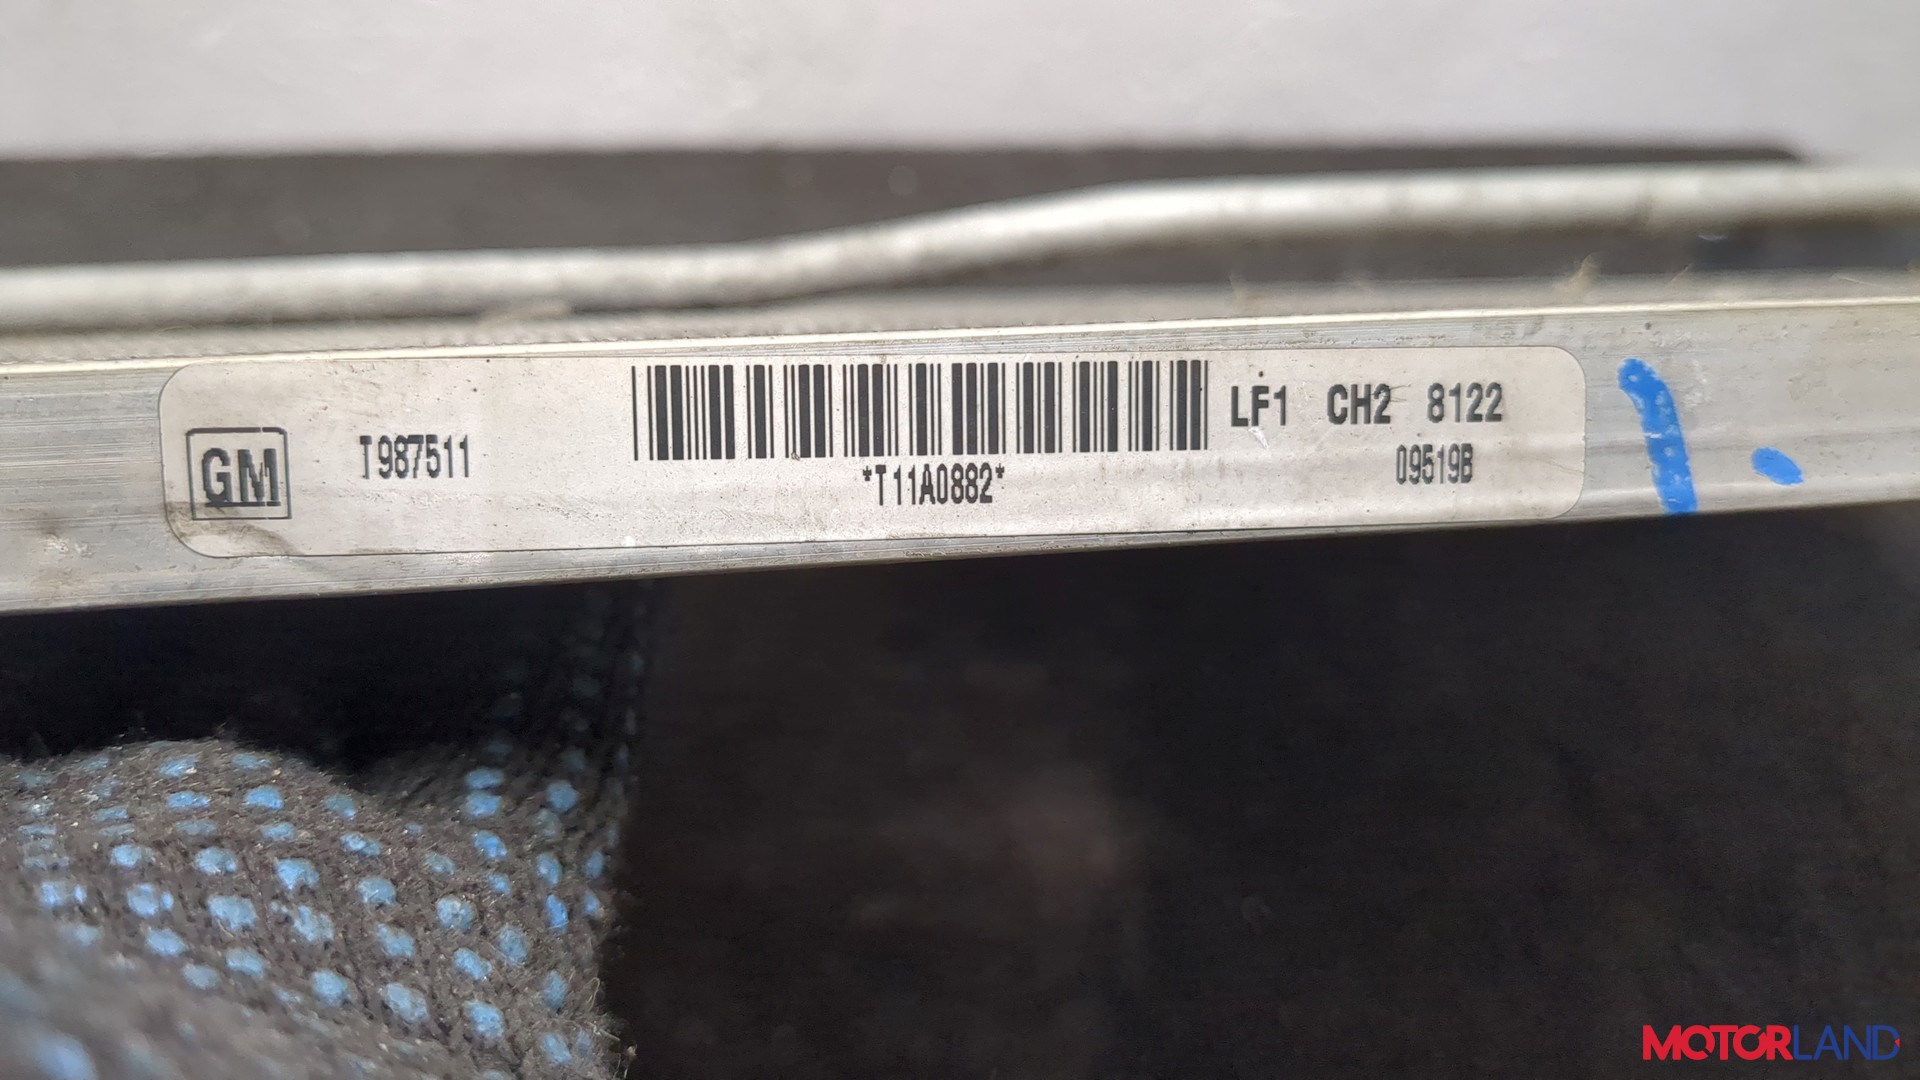 GM T987511 LF1 CH2 8122
*T11A0882* 09519B
MOTORLAND